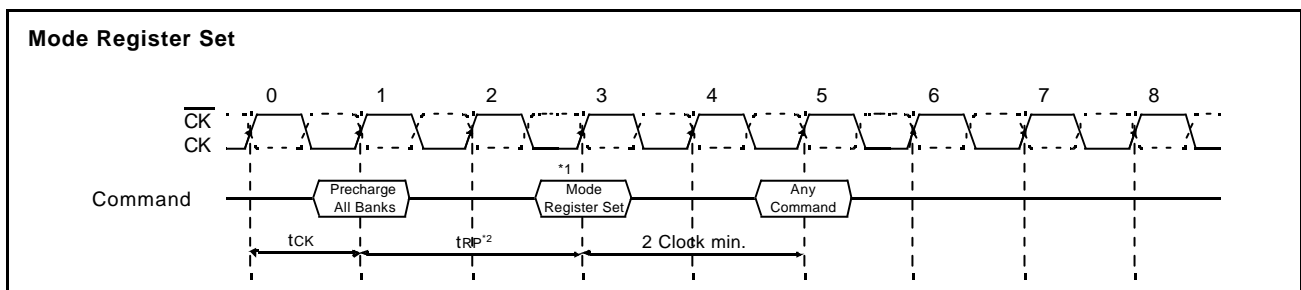 Mode Register Set
0 1 2 3 4 5 6 7 8
CK
CK
*1
Command
Precharge
All Banks
Mode
Register Set
Any
Command
tCK
tRP*2
2 Clock min.